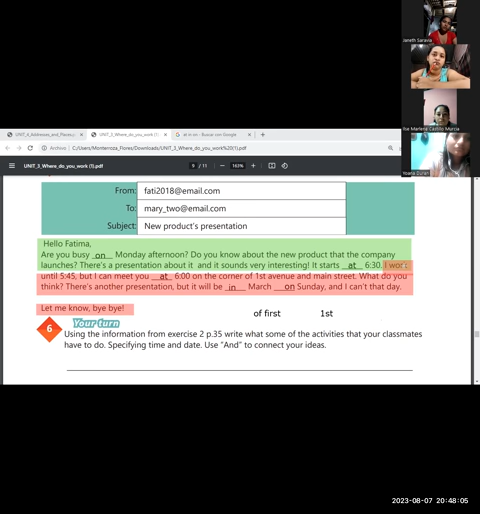 Janeth Saravia
Ilse Marlene Castillo Murcia
Yoana Duran
UNIT_3_Where_do_you_work (1).pdf
at in on - Buscar con Google
Archivo C:/Users/Monterroza_Flores/Downloads/UNIT_3_Where_do_you_work%20(1).pdf
UNIT_3_Where_do_you_work (1).pdf
9 / 11
163%
From: fati2018@email.com
To: mary_two@email.com
Subject: New product's presentation
Hello Fatima,
Are you busy on Monday afternoon? Do you know about the new product that the company
launches? There's a presentation about it and it sounds very interesting! It starts at 6:30. I work
until 5:45, but I can meet you at 6:00 on the corner of 1st avenue and main street. What do you
think? There's another presentation, but it will be in March on Sunday, and I can't that day.
Let me know, bye bye!
of first 1st
6 Your turn
Using the information from exercise 2 p.35 write what some of the activities that your classmates
have to do. Specifying time and date. Use "And" to connect your ideas.
2023-08-07 20:48:05